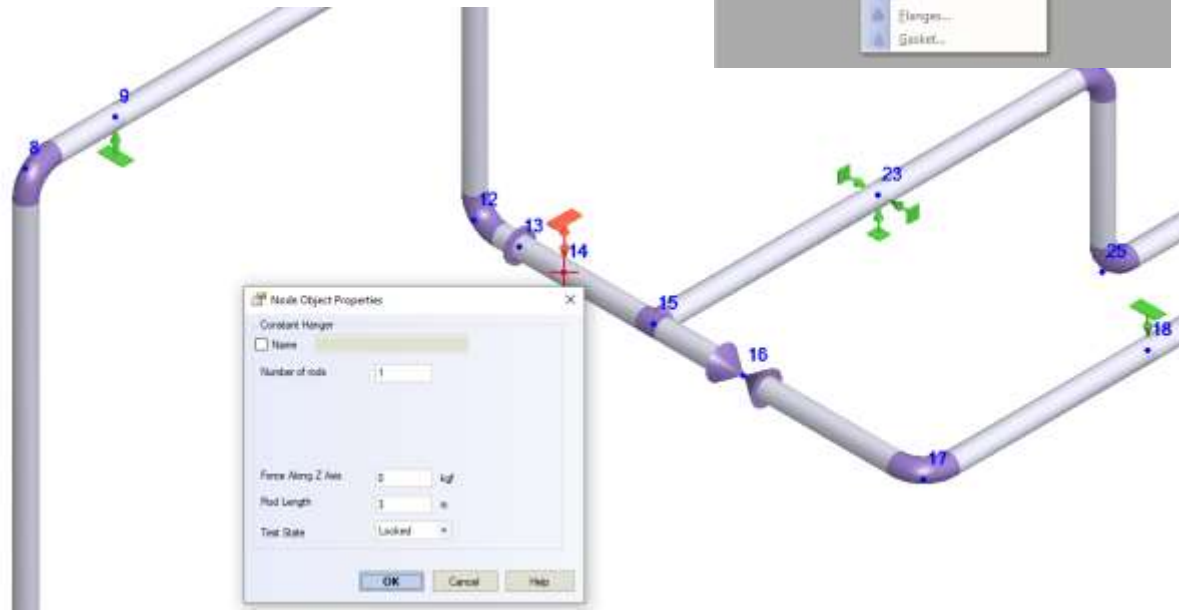 Flanges...
Gasket...
9
8
12
13
14
23
25
15
18
16
17
Node Object Properties
Constant Hanger
Name
Number of rods 1
Force Along Z Axis 0 kgf
Rod Length 3 m
Test State Locked
OK Cancel Help